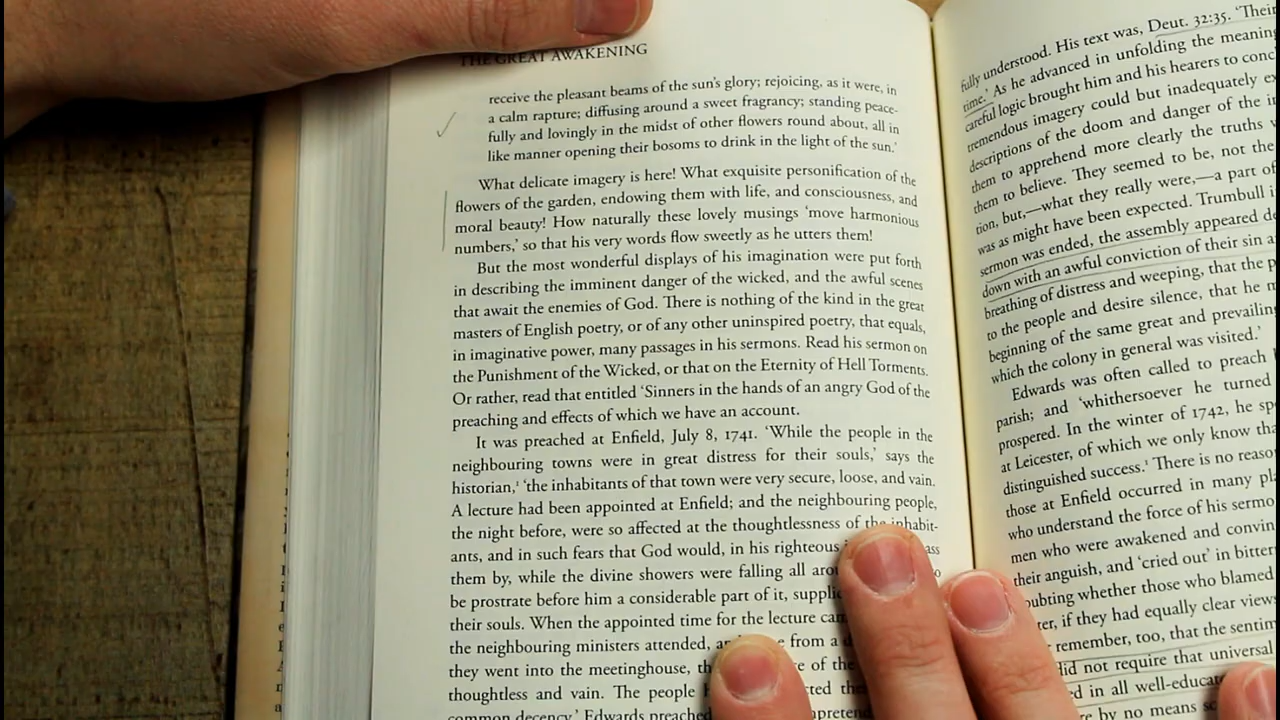 THE GREAT AWAKENING
receive the pleasant beams of the sun's glory; rejoicing, as it were, in
a calm rapture; diffusing around a sweet fragrancy; standing peace-
fully and lovingly in the midst of other flowers round about, all in
like manner opening their bosoms to drink in the light of the sun.'
What delicate imagery is here! What exquisite personification of the
flowers of the garden, endowing them with life, and consciousness, and
moral beauty! How naturally these lovely musings 'move harmonious
numbers,' so that his very words flow sweetly as he utters them!
But the most wonderful displays of his imagination were put forth
in describing the imminent danger of the wicked, and the awful scenes
that await the enemies of God. There is nothing of the kind in the great
masters of English poetry, or of any other uninspired poetry, that equals,
in imaginative power, many passages in his sermons. Read his sermon on
the Punishment of the Wicked, or that on the Eternity of Hell Torments.
Or rather, read that entitled 'Sinners in the hands of an angry God of the
preaching and effects of which we have an account.
It was preached at Enfield, July 8, 1741. 'While the people in the
neighbouring towns were in great distress for their souls,' says the
historian,¹ 'the inhabitants of that town were very secure, loose, and vain.
A lecture had been appointed at Enfield; and the neighbouring people,
the night before, were so affected at the thoughtlessness of the inhabit-
ants, and in such fears that God would, in his righteous
them by, while the divine showers were falling all
be prostrate before him a considerable part of it,
their souls. When the appointed time for the lecture
the neighbouring ministers attended, from a
they went into the meetinghouse, of the
thoughtless and vain. The people
common decency.' Edwards preached
fully understood. His text was, Deut. 32:35. 'Their
time.' As he advanced in unfolding the meaning
careful logic brought him and his hearers to
tremendous imagery could but inadequately
descriptions of the doom and danger of the
them to apprehend more clearly the truths
them to believe. They seemed to be, not the
tion, but,—what they really were,—a part of
was as might have been expected. Trumbull
sermon was ended, the assembly appeared
down with an awful conviction of their sin
breathing of distress and weeping, that the
to the people and desire silence, that he
beginning of the same great and prevailing
which the colony in general was visited.'
Edwards was often called to preach
parish; and 'whithersoever he turned
prospered. In the winter of 1742, he
at Leicester, of which we only know
distinguished success.¹ There is no
those at Enfield occurred in many
who understand the force of his
men who were awakened and
their anguish, and 'cried out' in
whether those who blamed
if they had equally clear
remember, too, that the
did not require that universal
in all
by no means